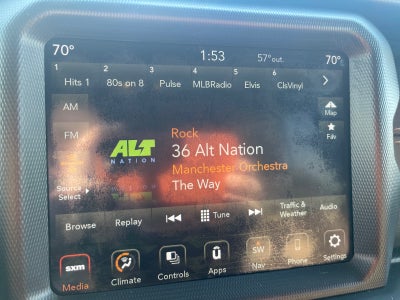 70° 1:53 57°out. 70°
1 2 3 4 5 6
Hits 1 80s on 8 Pulse MLBRadio Elvis ClsVinyl
AM
Map
FM
Fav
Rock
ALT NATION
36 Alt Nation
Manchester Orchestra
The Way
Source
Select
Browse Replay Tune Traffic & Weather Audio
sxm SW
Media Climate Controls Apps Nav Phone Settings